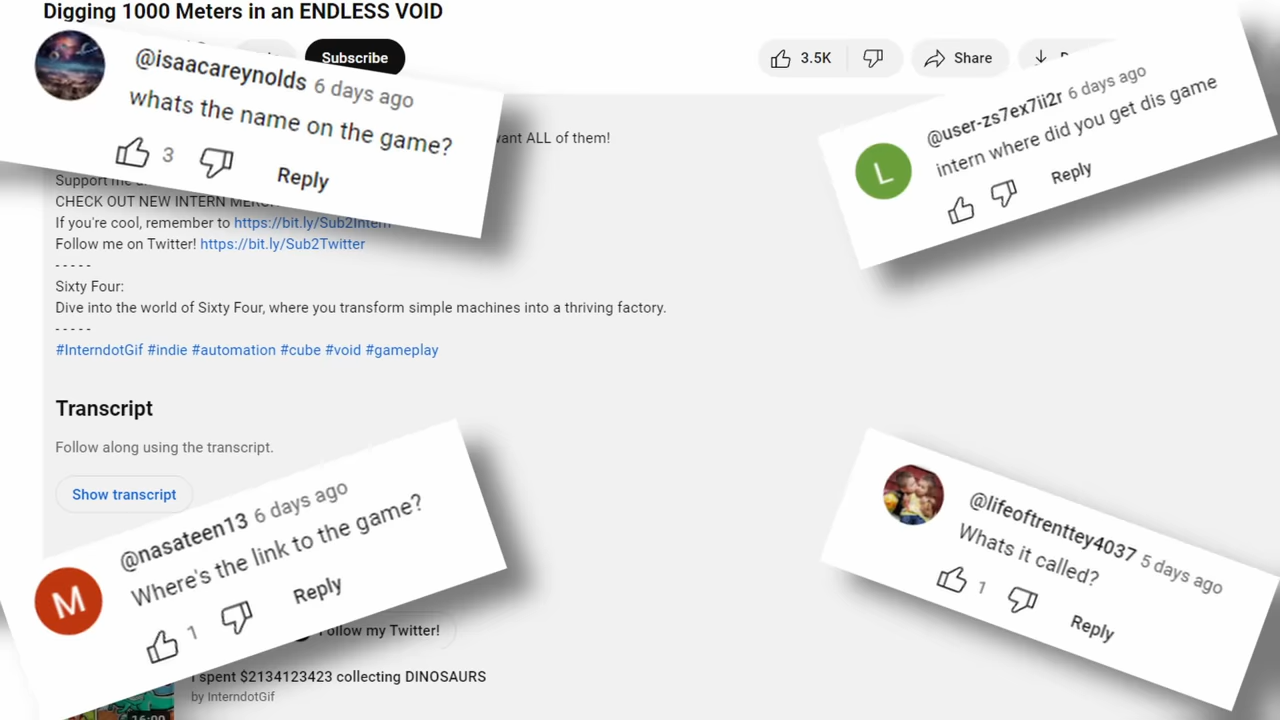 Digging 1000 Meters in an ENDLESS VOID
Subscribe
3.5K
Share
@isaacareynolds 6 days ago
whats the name on the game?
3
Reply
@user-zs7ex7ii2r 6 days ago
intern where did you get dis game
Reply
want ALL of them!
Support me
CHECK OUT NEW INTERN
If you're cool, remember to https://bit.ly/Sub2Intern
Follow me on Twitter! https://bit.ly/Sub2Twitter
- - - - -
Sixty Four:
Dive into the world of Sixty Four, where you transform simple machines into a thriving factory.
- - - - -
#InterndotGif #indie #automation #cube #void #gameplay
Transcript
Follow along using the transcript.
Show transcript
@nasateen13 6 days ago
Where's the link to the game?
1
Reply
@lifeoftrenttey4037 5 days ago
Whats it called?
1
Reply
Follow my Twitter!
I spent $2134123423 collecting DINOSAURS
by InterndotGif
L
M